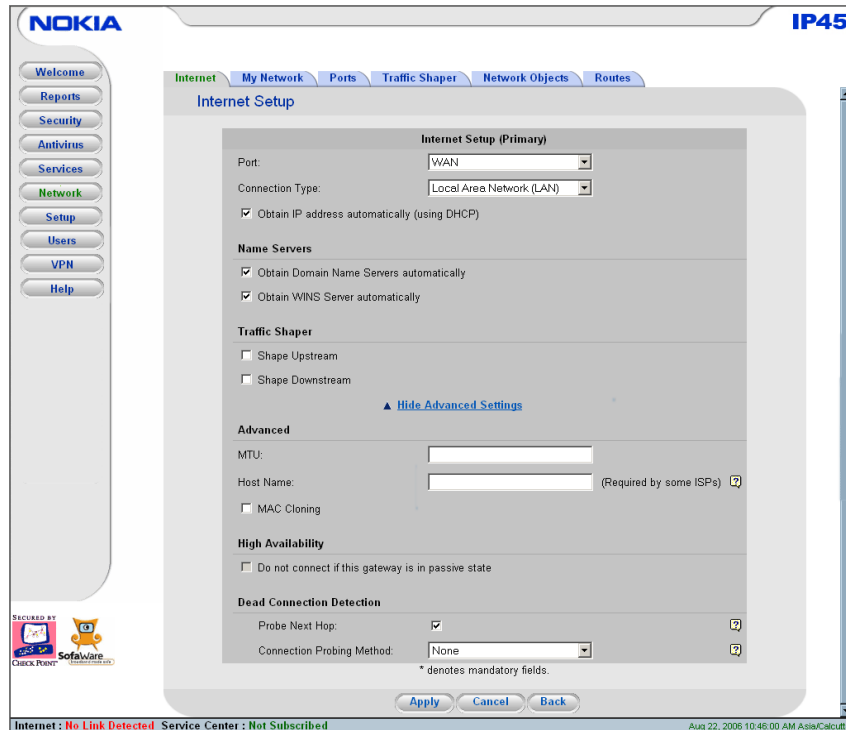 NOKIA
IP45
Welcome
Reports
Security
Antivirus
Services
Network
Setup
Users
VPN
Help
Internet My Network Ports Traffic Shaper Network Objects Routes
Internet Setup
Internet Setup (Primary)
Port: WAN
Connection Type: Local Area Network (LAN)
Obtain IP address automatically (using DHCP)
Name Servers
Obtain Domain Name Servers automatically
Obtain WINS Server automatically
Traffic Shaper
Shape Upstream
Shape Downstream
Hide Advanced Settings
Advanced
MTU:
Host Name: (Required by some ISPs) ?
MAC Cloning
High Availability
Do not connect if this gateway is in passive state
Dead Connection Detection
Probe Next Hop: ?
Connection Probing Method: None ?
* denotes mandatory fields.
Apply Cancel Back
SECURED BY
CHECK POINT
SofaWare
Internet : No Link Detected Service Center : Not Subscribed
Aug 22, 2006 10:46:00 AM Asia/Calcutt